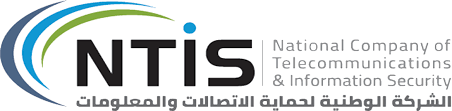 NTiS
National Company of
Telecommunications
& Information Security
الشركة الوطنية لحماية الاتصالات والمعلومات